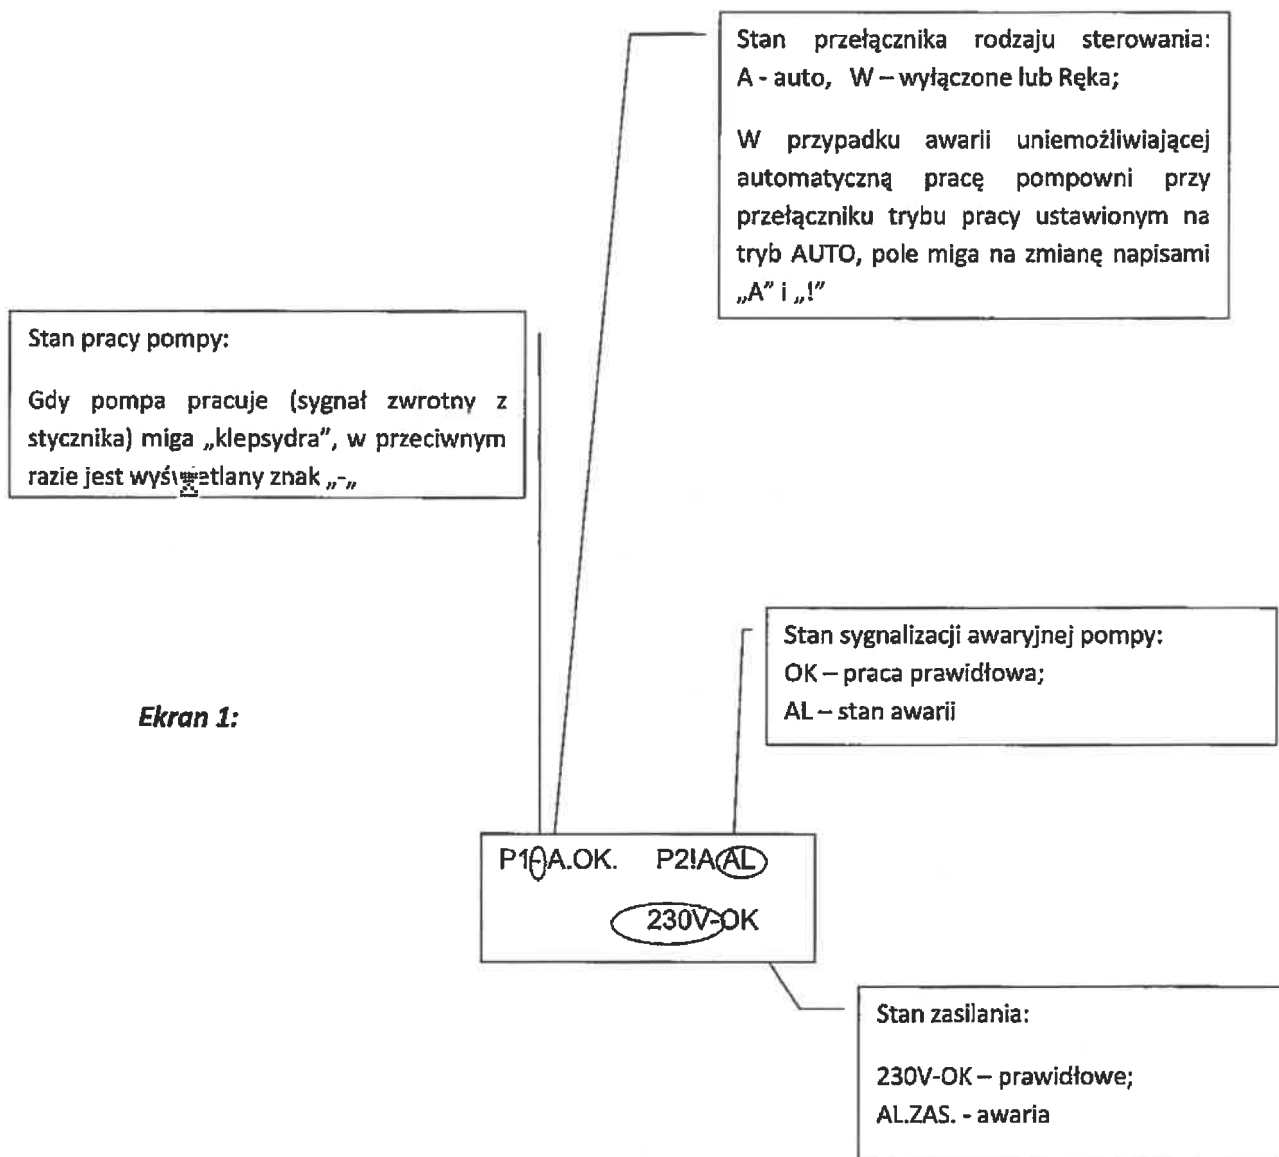 Stan przełącznika rodzaju sterowania:
A - auto, W – wyłączone lub Ręka;
W przypadku awarii uniemożliwiającej
automatyczną pracę pompowni przy
przełączniku trybu pracy ustawionym na
tryb AUTO, pole miga na zmianę napisami
„A” i „!”
Stan pracy pompy:
Gdy pompa pracuje (sygnał zwrotny z
stycznika) miga „klepsydra”, w przeciwnym
razie jest znak „-„
Stan sygnalizacji awaryjnej pompy:
OK – praca prawidłowa;
AL – stan awarii
Ekran 1:
P1-A.OK. P2!A AL
230V-OK
Stan zasilania:
230V-OK – prawidłowe;
AL.ZAS. - awaria